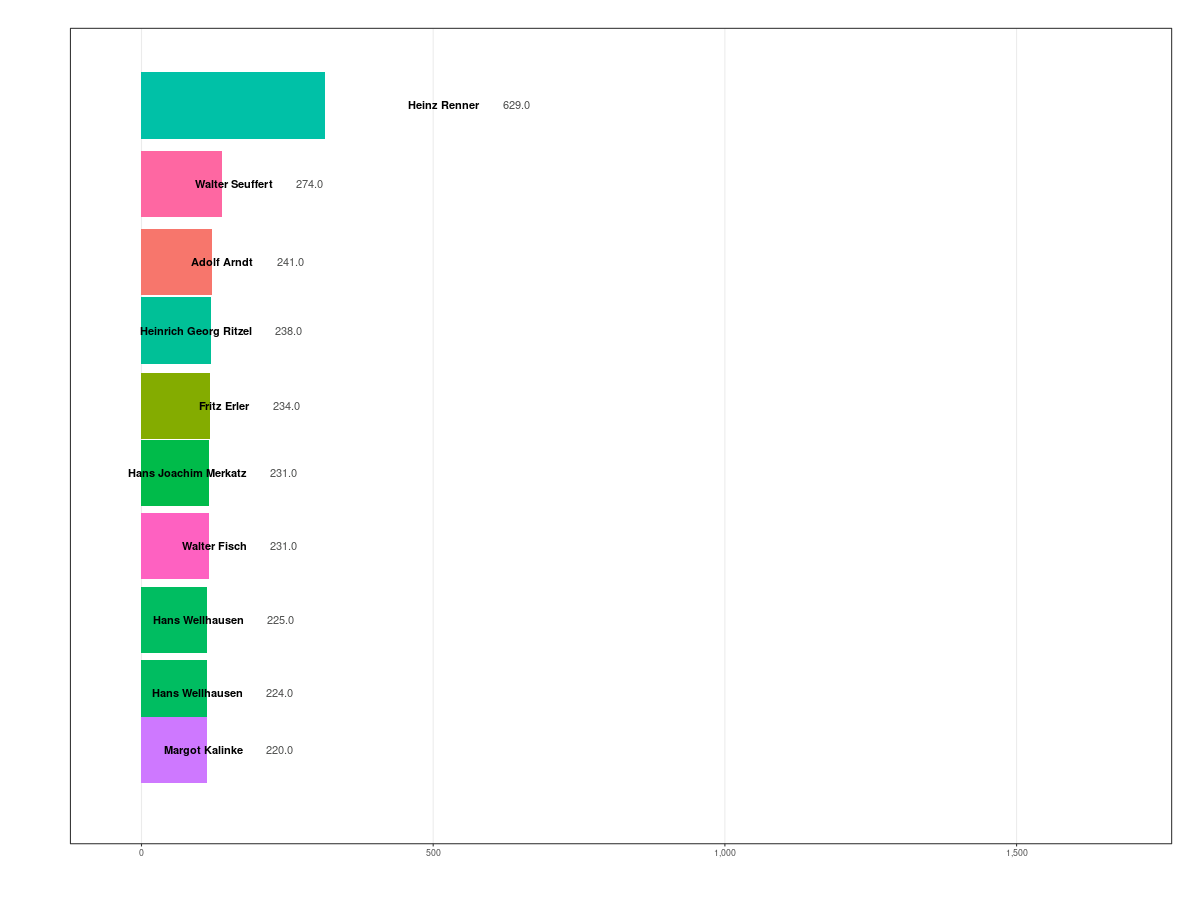 Heinz Renner 629.0
Walter Seuffert 274.0
Adolf Arndt 241.0
Heinrich Georg Ritzel 238.0
Fritz Erler 234.0
Hans Joachim Merkatz 231.0
Walter Fisch 231.0
Hans Wellhausen 225.0
Hans Wellhausen 224.0
Margot Kalinke 220.0
0 500 1,000 1,500